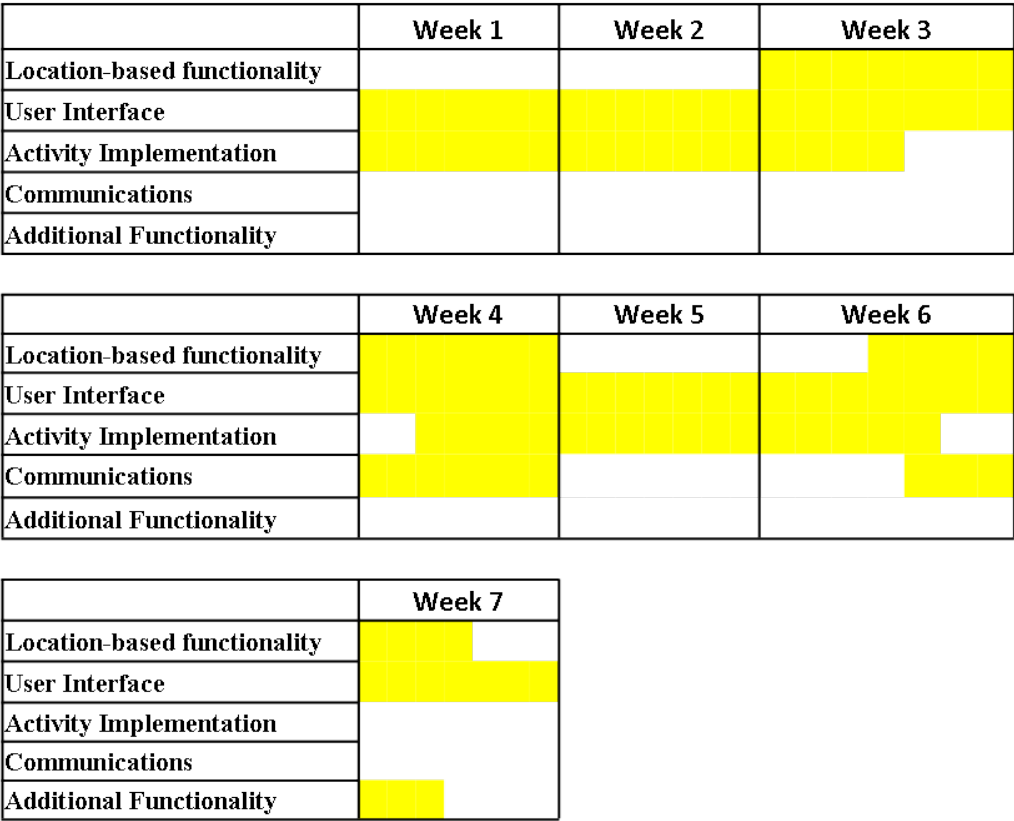 Week 1 Week 2 Week 3
Location-based functionality
User Interface
Activity Implementation
Communications
Additional Functionality
Week 4 Week 5 Week 6
Location-based functionality
User Interface
Activity Implementation
Communications
Additional Functionality
Week 7
Location-based functionality
User Interface
Activity Implementation
Communications
Additional Functionality